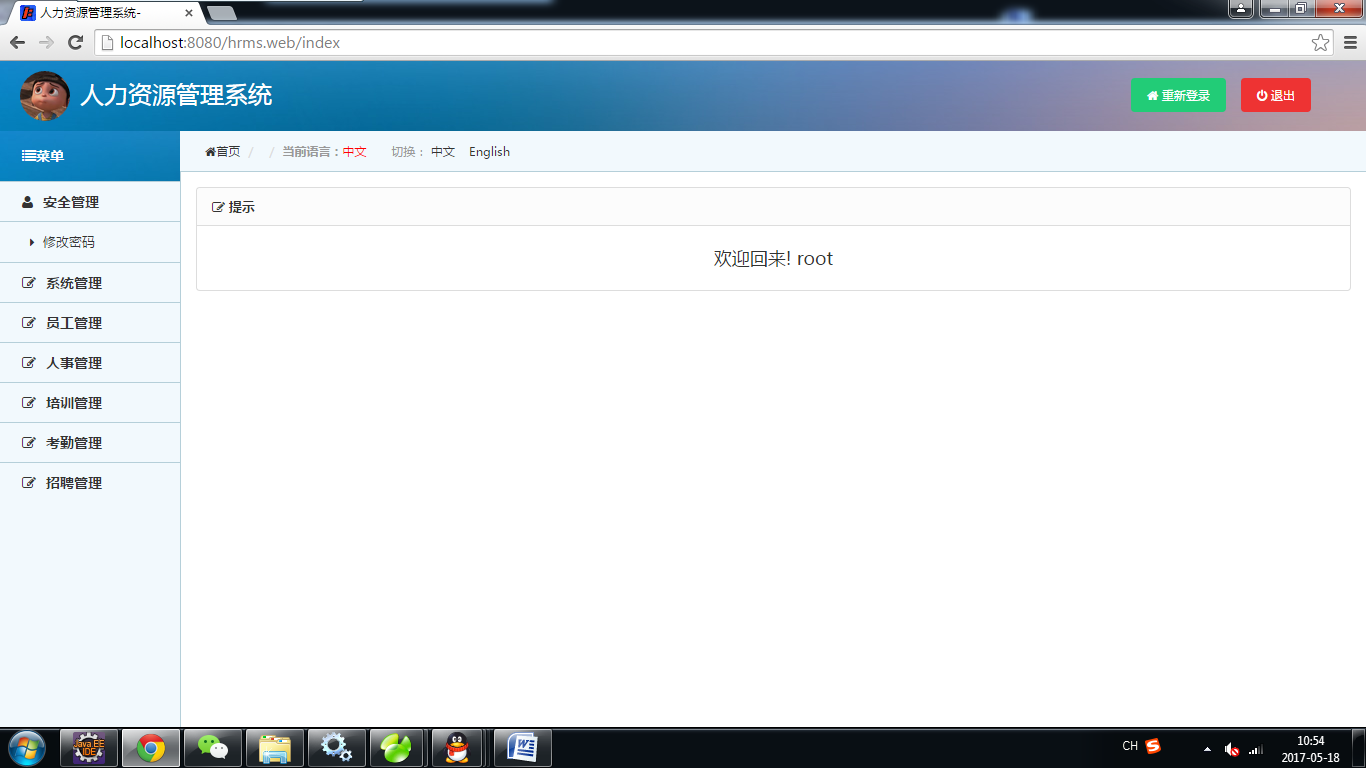 人力资源管理系统-
localhost:8080/hrms.web/index
人力资源管理系统
重新登录
退出
菜单
首页 / / 当前语言：中文 切换： 中文 English
安全管理
修改密码
系统管理
员工管理
人事管理
培训管理
考勤管理
招聘管理
提示
欢迎回来! root
Java EE
IDE
CH
10:54
2017-05-18